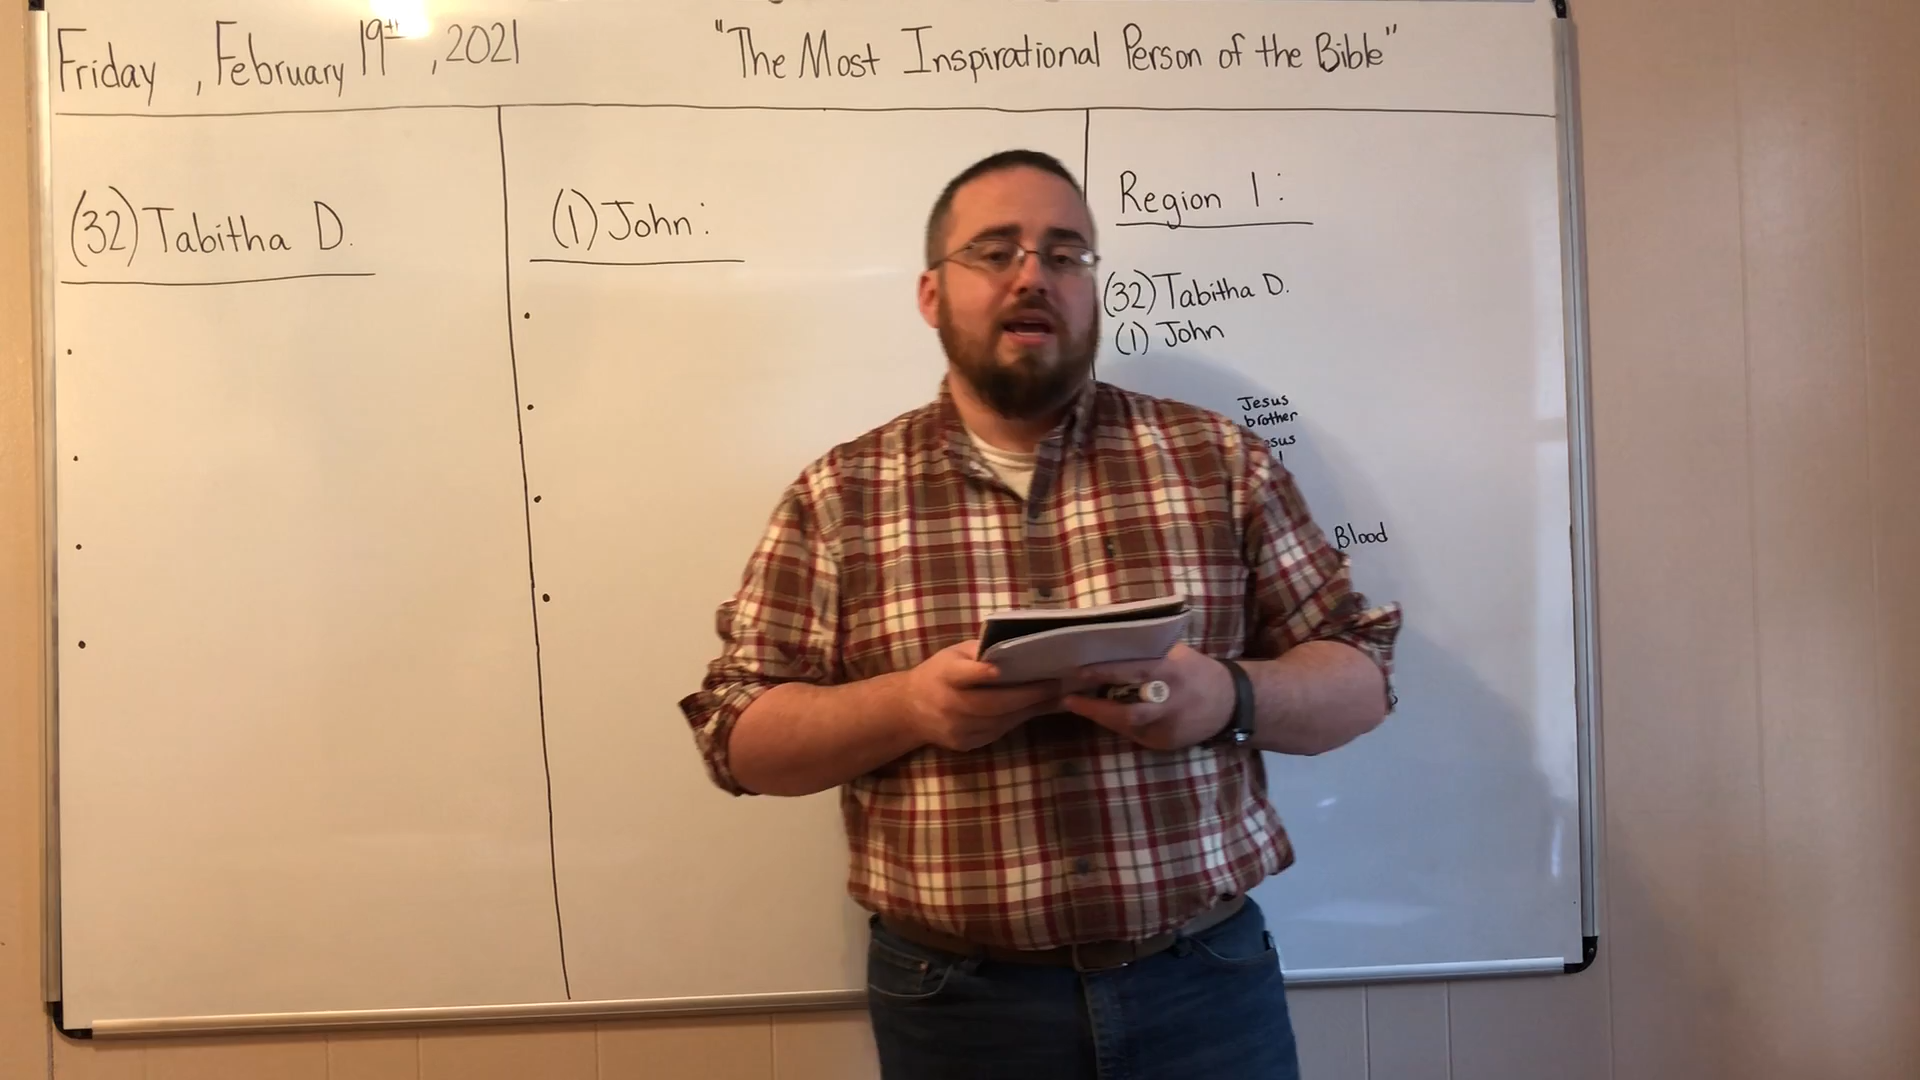 Friday, February 19th, 2021
"The Most Inspirational Person of the Bible"
(32) Tabitha D.
(1) John:
Region 1:
(32) Tabitha D.
(1) John
Jesus
brother
Blood